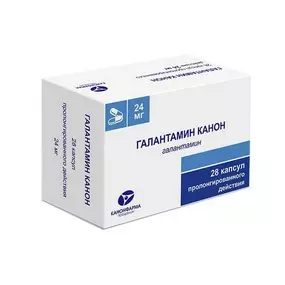 24 мг
ГАЛАНТАМИН КАНОН
галантамин
28 капсул
пролонгированного
действия
ГАЛАНТАМИН КАНОН
28 капсул
пролонгированного действия
24 мг
КАНОНФАРМА